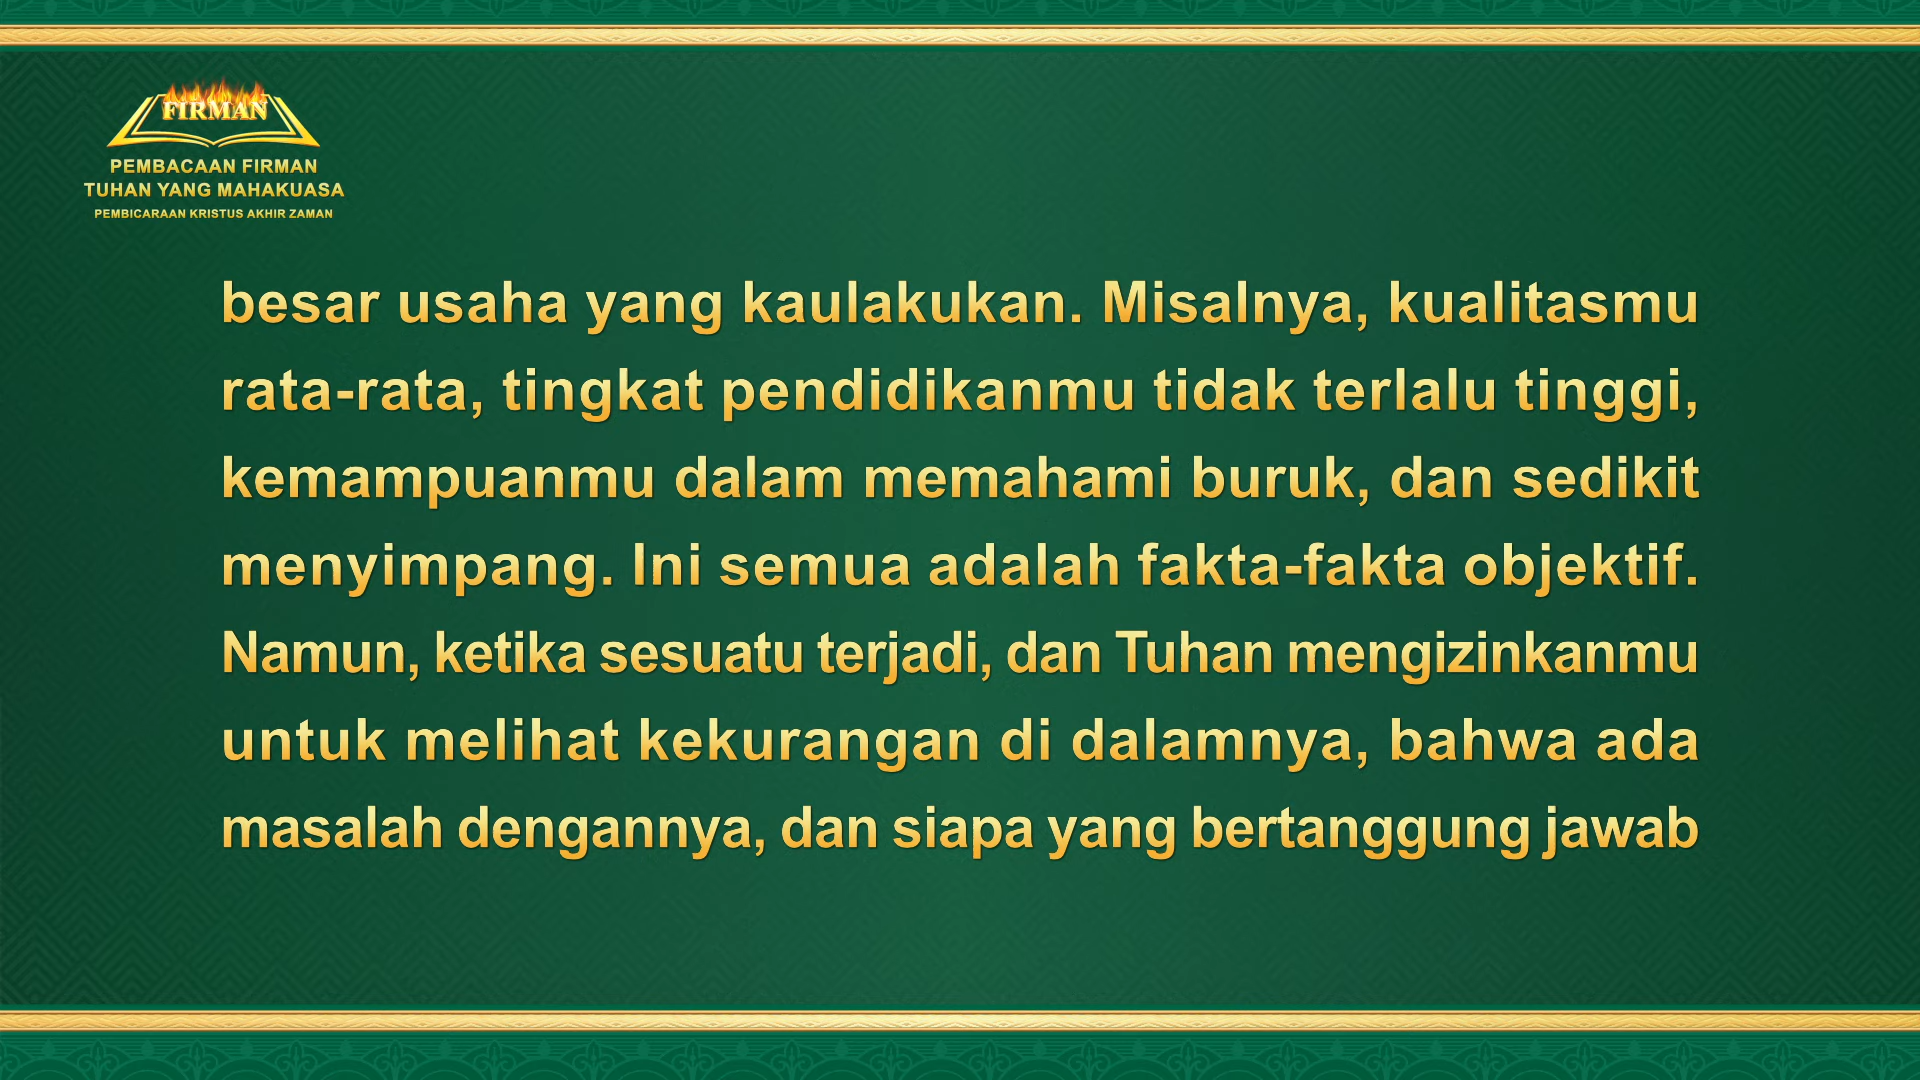 FIRMAN
PEMBACAAN FIRMAN
TUHAN YANG MAHAKUASA
PEMBICARAAN KRISTUS AKHIR ZAMAN
besar usaha yang kaulakukan. Misalnya, kualitasmu
rata-rata, tingkat pendidikanmu tidak terlalu tinggi,
kemampuanmu dalam memahami buruk, dan sedikit
menyimpang. Ini semua adalah fakta-fakta objektif.
Namun, ketika sesuatu terjadi, dan Tuhan mengizinkanmu
untuk melihat kekurangan di dalamnya, bahwa ada
masalah dengannya, dan siapa yang bertanggung jawab